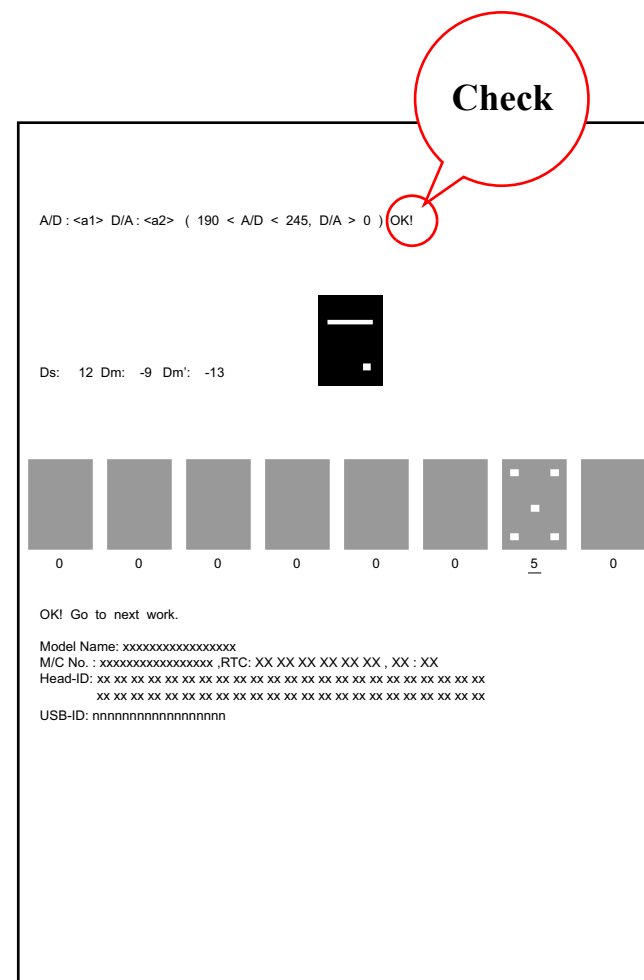 Check
A/D : <a1> D/A : <a2> ( 190 < A/D < 245, D/A > 0 ) OK!
Ds: 12 Dm: -9 Dm': -13
0 0 0 0 0 0 5 0
OK! Go to next work.
Model Name: xxxxxxxxxxxxxxxxx
M/C No. : xxxxxxxxxxxxxxxxx ,RTC: XX XX XX XX XX XX , XX : XX
Head-ID: xx xx xx xx xx xx xx xx xx xx xx xx xx xx xx xx xx xx xx xx xx xx xx
xx xx xx xx xx xx xx xx xx xx xx xx xx xx xx xx xx xx xx xx xx xx xx
USB-ID: nnnnnnnnnnnnnnnnnn